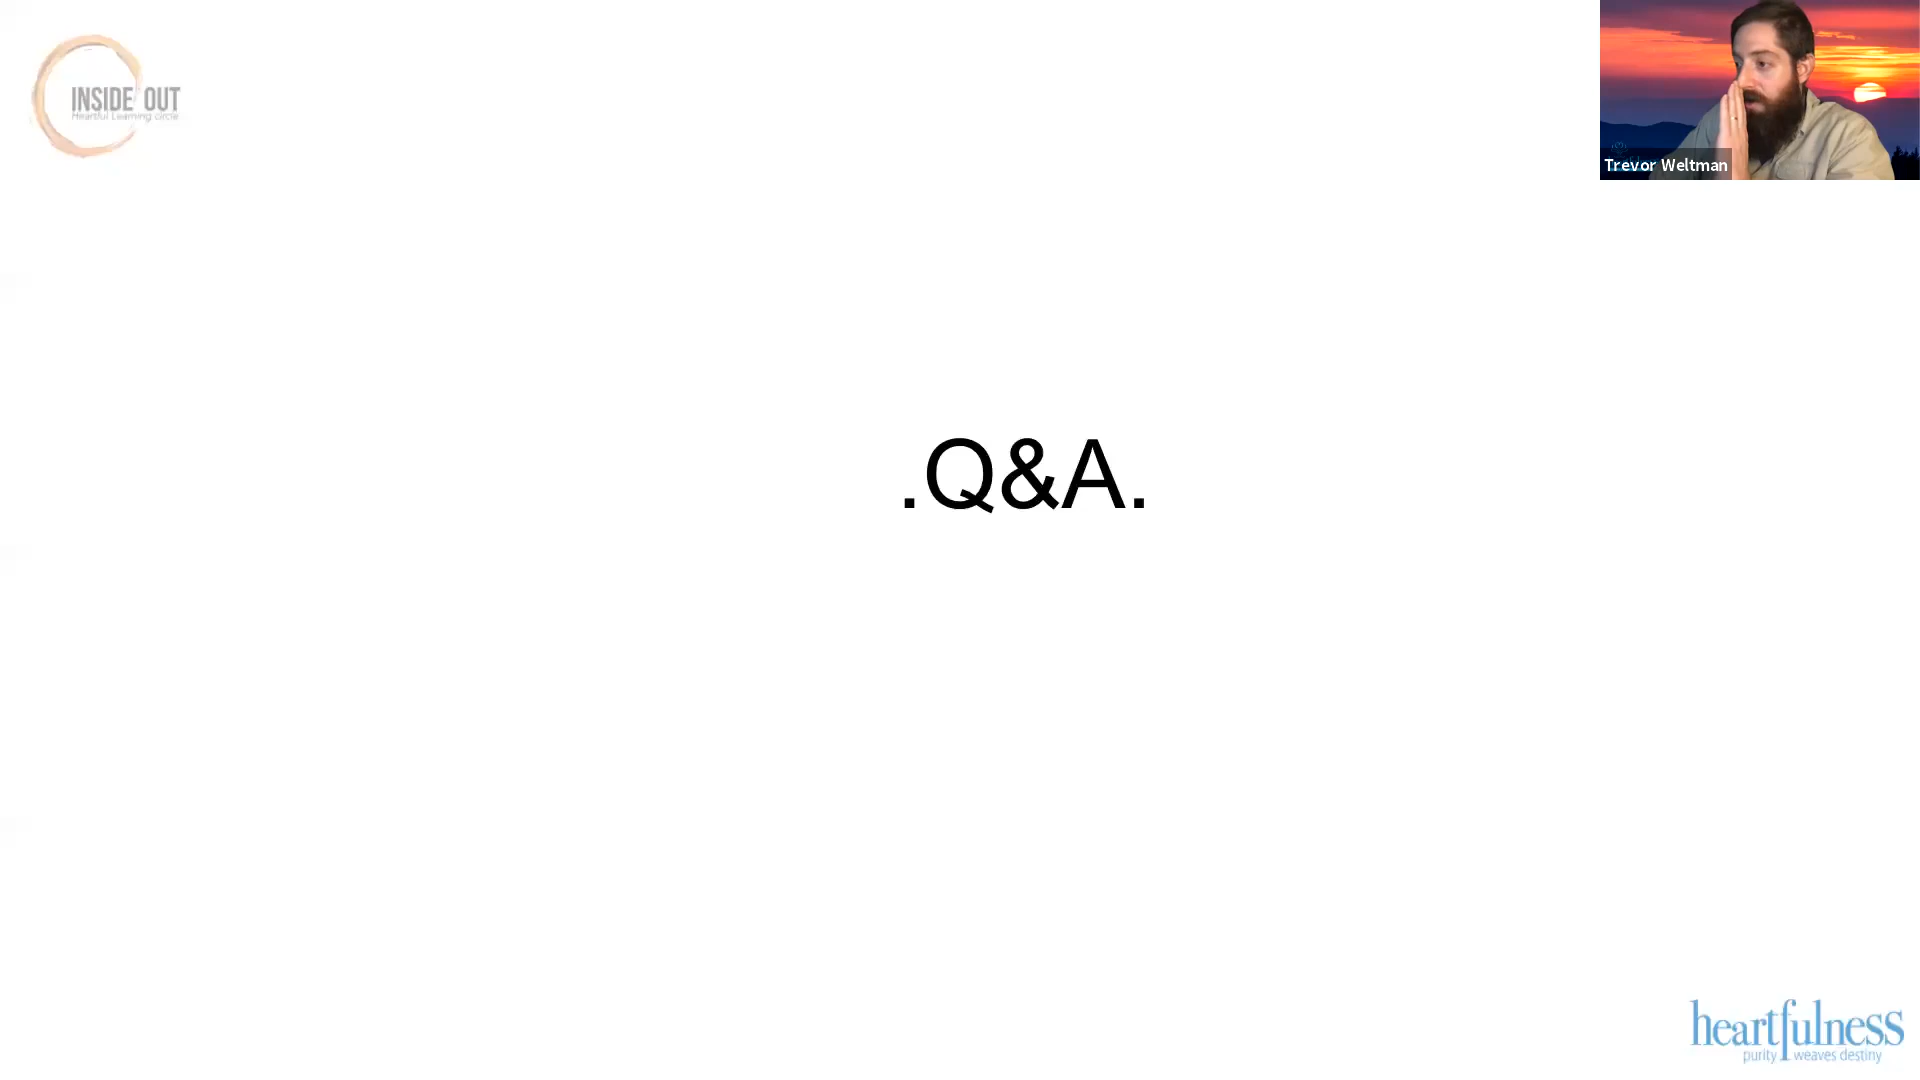 INSIDE OUT
Heartful Learning circle
Trevor Weltman
.Q&A.
heartfulness
purity weaves destiny